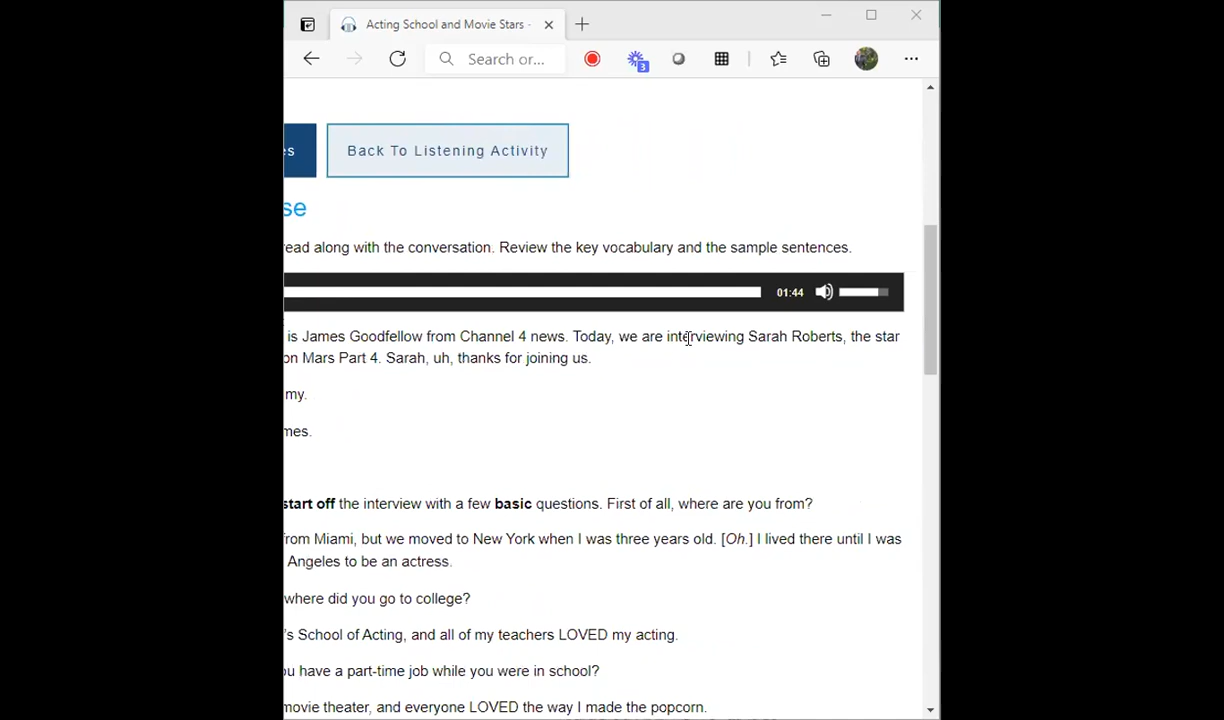 Acting School and Movie Stars -
Search or...
3
es
Back To Listening Activity
se
read along with the conversation. Review the key vocabulary and the sample sentences.
01:44
is James Goodfellow from Channel 4 news. Today, we are interviewing Sarah Roberts, the star
on Mars Part 4. Sarah, uh, thanks for joining us.
my.
mes.
start off the interview with a few basic questions. First of all, where are you from?
from Miami, but we moved to New York when I was three years old. [Oh.] I lived there until I was
Angeles to be an actress.
where did you go to college?
's School of Acting, and all of my teachers LOVED my acting.
ou have a part-time job while you were in school?
movie theater, and everyone LOVED the way I made the popcorn.